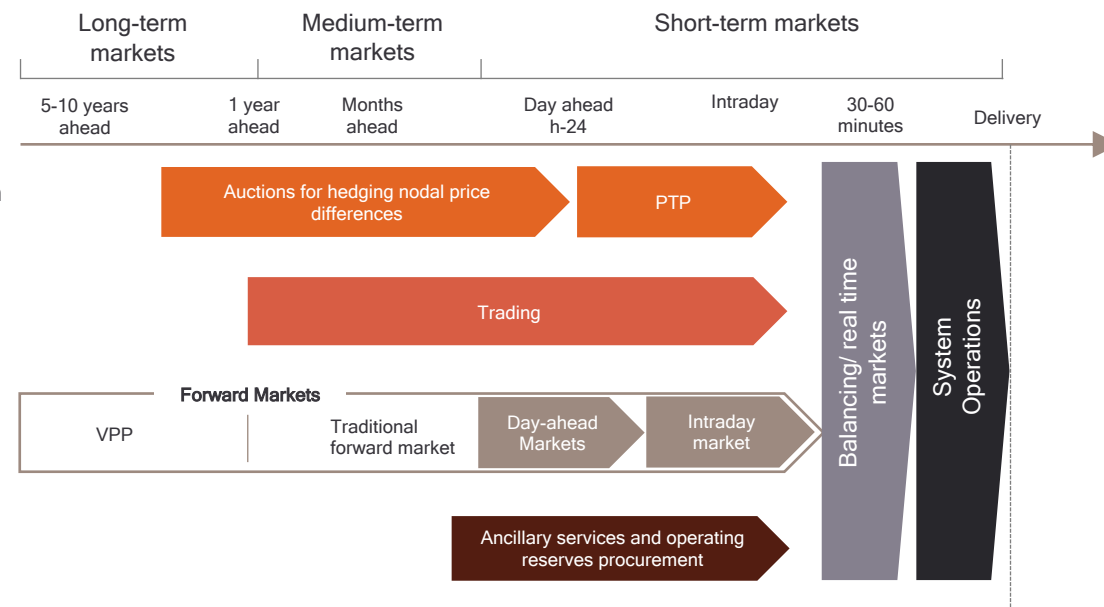 Long-term
markets
Medium-term
markets
Short-term markets
5-10 years
ahead
1 year
ahead
Months
ahead
Day ahead
h-24
Intraday
30-60
minutes
Delivery
Auctions for hedging nodal price
differences
PTP
Trading
Forward Markets
VPP
Traditional
forward market
Day-ahead
Markets
Intraday
market
Ancillary services and operating
reserves procurement
Balancing/ real time
markets
System
Operations